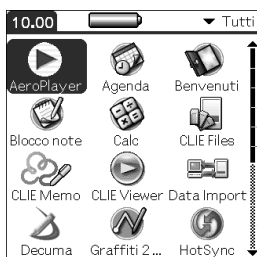 10.00 Tutti
AeroPlayer Agenda Benvenuti
Blocco note Calc CLIE Files
CLIE Memo CLIE Viewer Data Import
Decuma Graffiti 2 ... HotSync